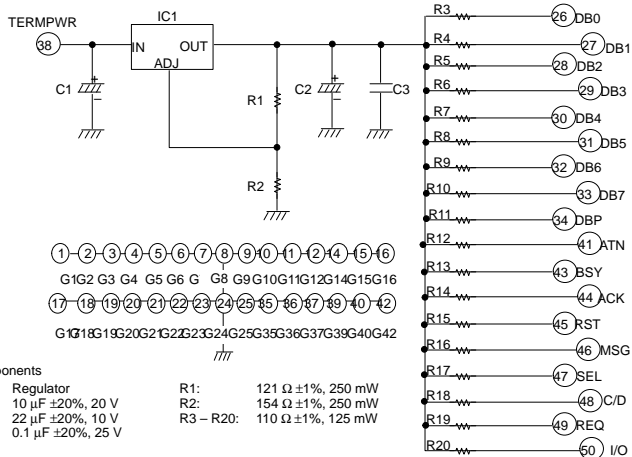 TERMPWR
38
IC1
IN OUT
ADJ
C1
R1
C2
C3
R2
R3 26 DB0
R4 27 DB1
R5 28 DB2
R6 29 DB3
R7 30 DB4
R8 31 DB5
R9 32 DB6
R10 33 DB7
R11 34 DBP
R12 41 ATN
R13 43 BSY
R14 44 ACK
R15 45 RST
R16 46 MSG
R17 47 SEL
R18 48 C/D
R19 49 REQ
R20 50 I/O
1 2 3 4 5 6 7 8 9 10 11 12 14 15 16
G1 G2 G3 G4 G5 G6 G G8 G9 G10 G11 G12 G14 G15 G16
17 18 19 20 21 22 23 24 25 35 36 37 39 40 42
G17 G18 G19 G20 G21 G22 G23 G24 G25 G35 G36 G37 G39 G40 G42
onents
Regulator R1: 121 Ω ±1%, 250 mW
10 µF ±20%, 20 V R2: 154 Ω ±1%, 250 mW
22 µF ±20%, 10 V R3 – R20: 110 Ω ±1%, 125 mW
0.1 µF ±20%, 25 V